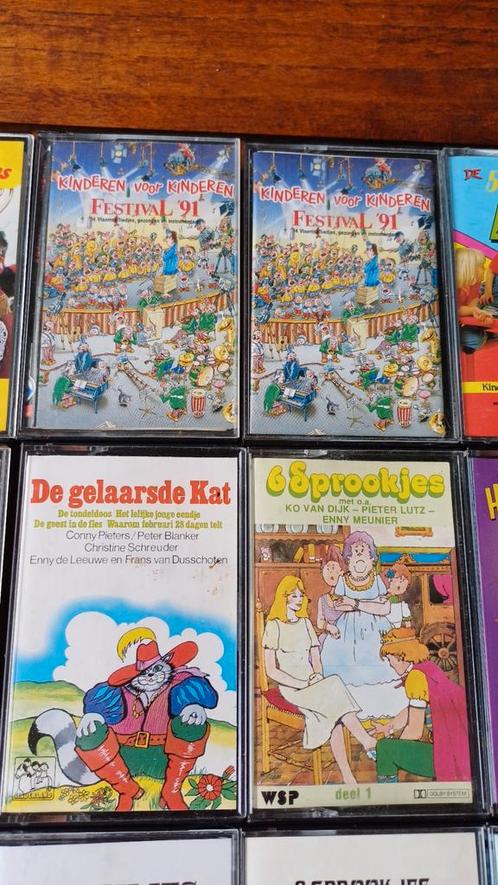 KINDEREN VOOR KINDEREN
FESTIVAL '91
14 Vlaamse liedjes, gezongen en instrumentaal
KINDEREN VOOR KINDEREN
FESTIVAL '91
14 Vlaamse liedjes, gezongen en instrumentaal
DE
De gelaarsde Kat
De tondeldoos Het lelijke jonge eendje
De geest in de fles Waarom februari 28 dagen telt
Conny Pieters/Peter Blanker
Christine Schreuder
Enny de Leeuwe en Frans van Dusschoten
6 Sprookjes
met o.a.
KO VAN DIJK – PIETER LUTZ –
ENNY MEUNIER
WSP
deel 1
DOLBY SYSTEM